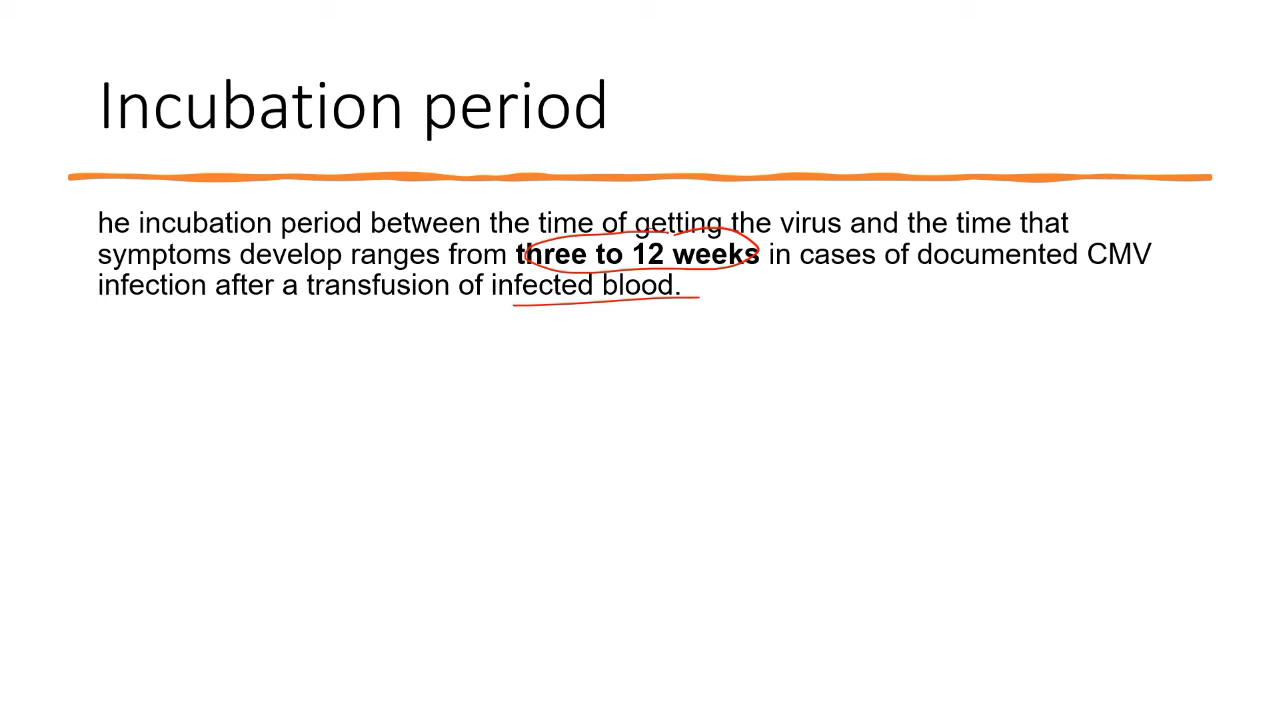 Incubation period
he incubation period between the time of getting the virus and the time that
symptoms develop ranges from three to 12 weeks in cases of documented CMV
infection after a transfusion of infected blood.